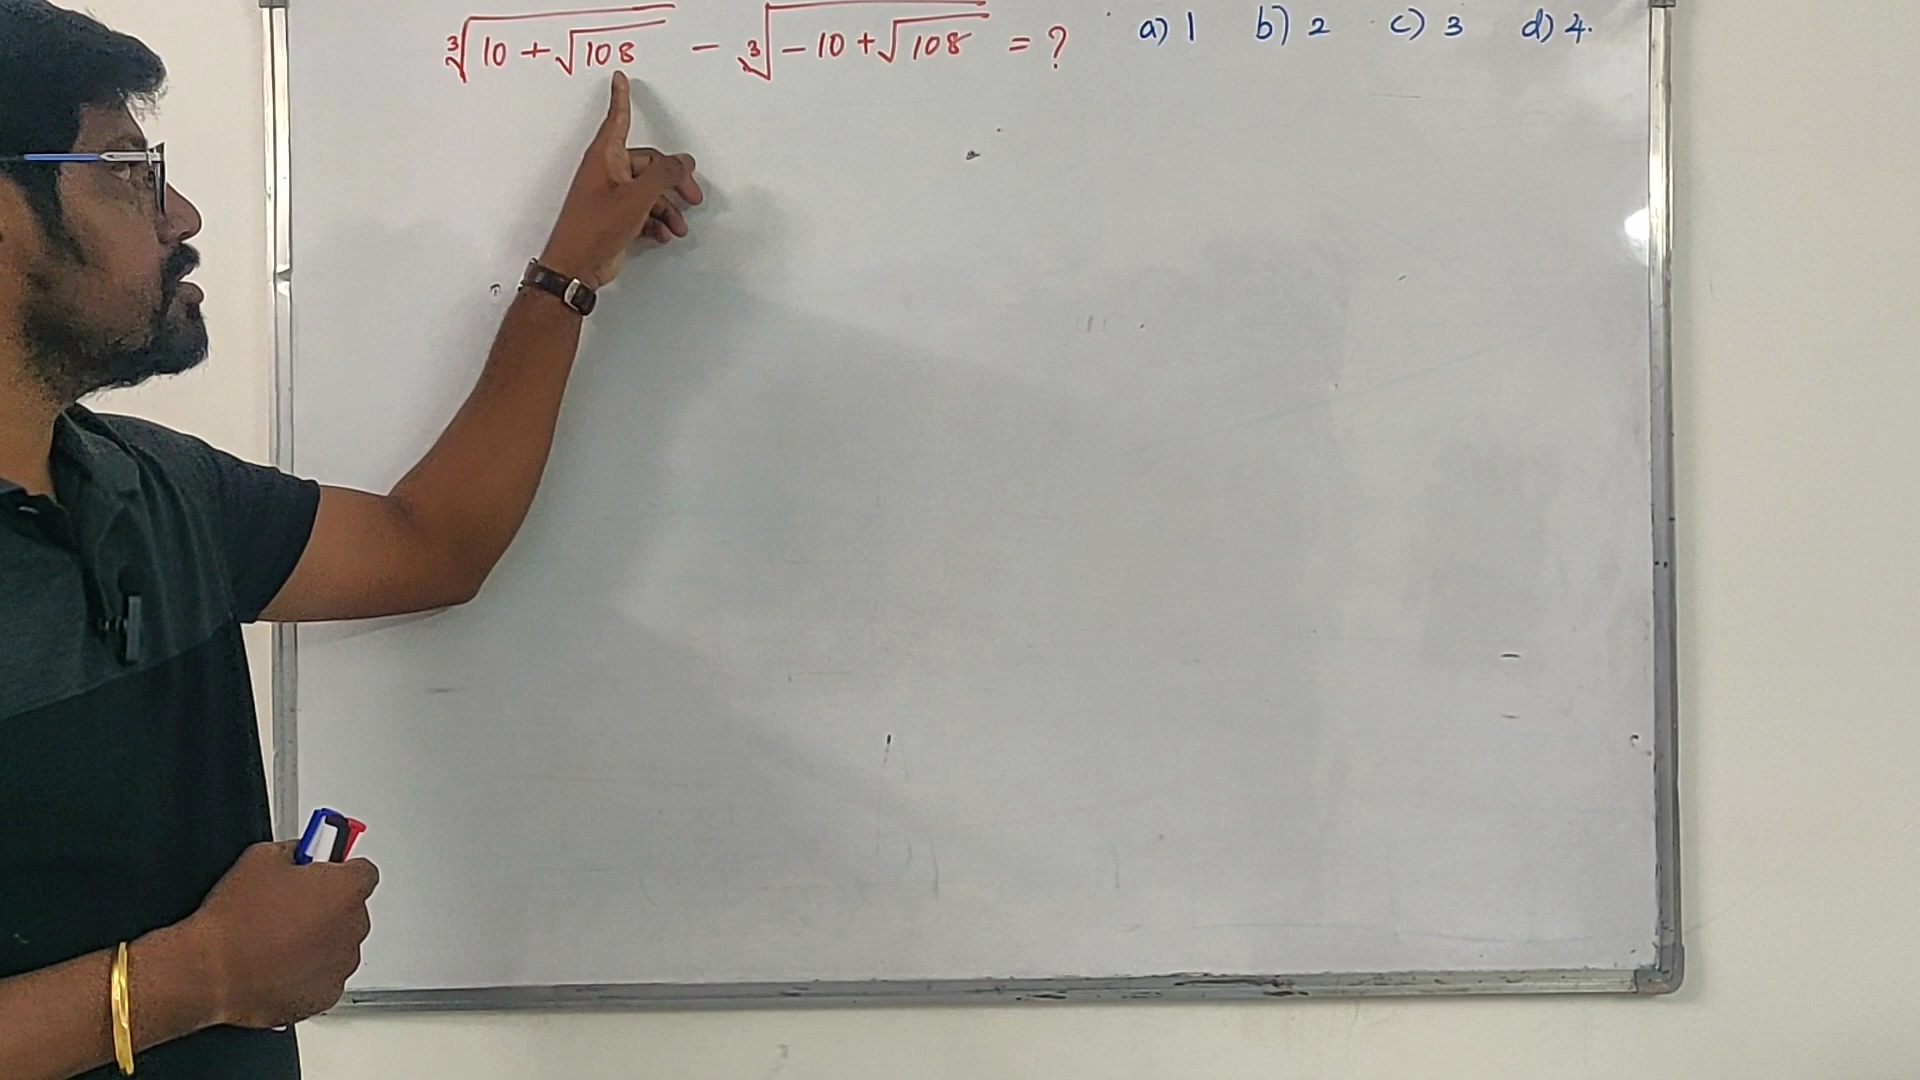 ∛(10 + √108) - ∛(-10 + √108) = ? a) 1 b) 2 c) 3 d) 4.